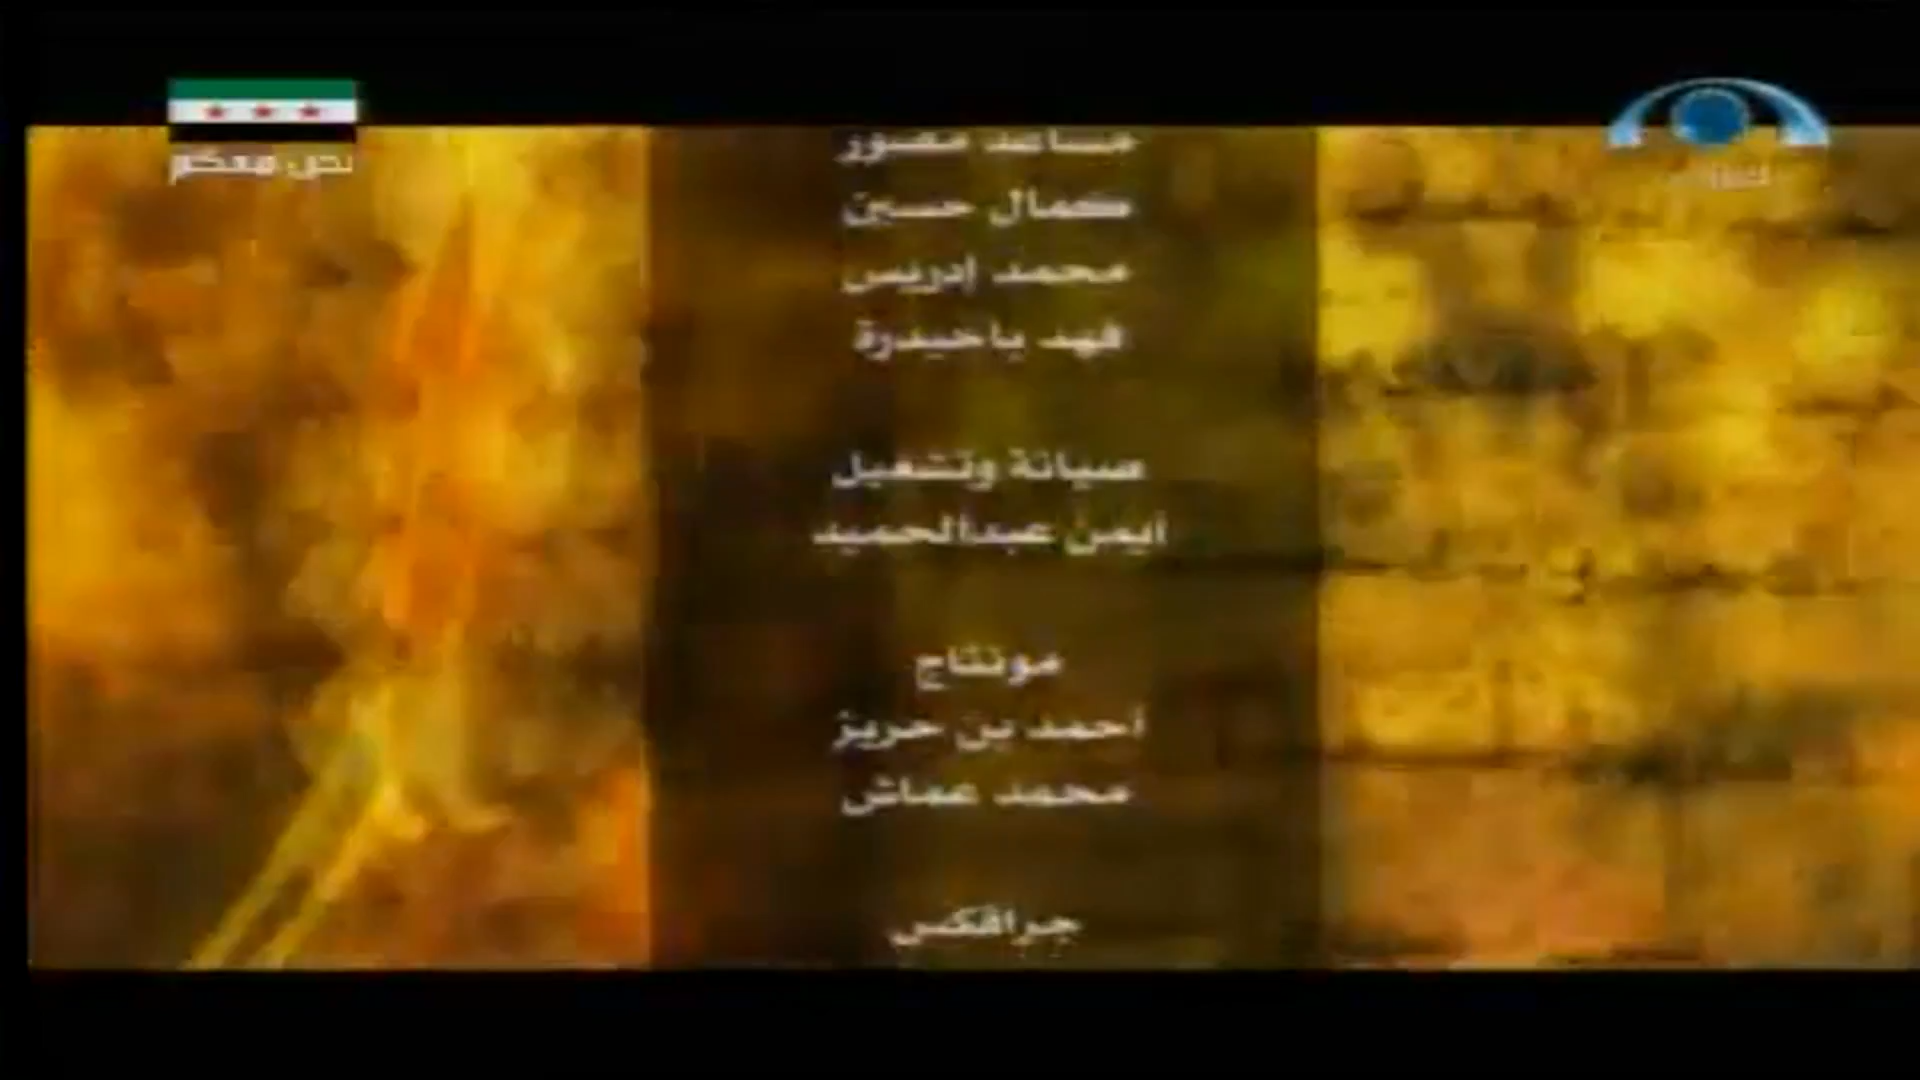 نحن معكم
مساعد مصور
كمال حسين
محمد إدريس
فهد باحيدرة
صيانة وتشغيل
أيمن عبدالحميد
مونتاج
أحمد بن حريز
محمد عماش
جرافكس